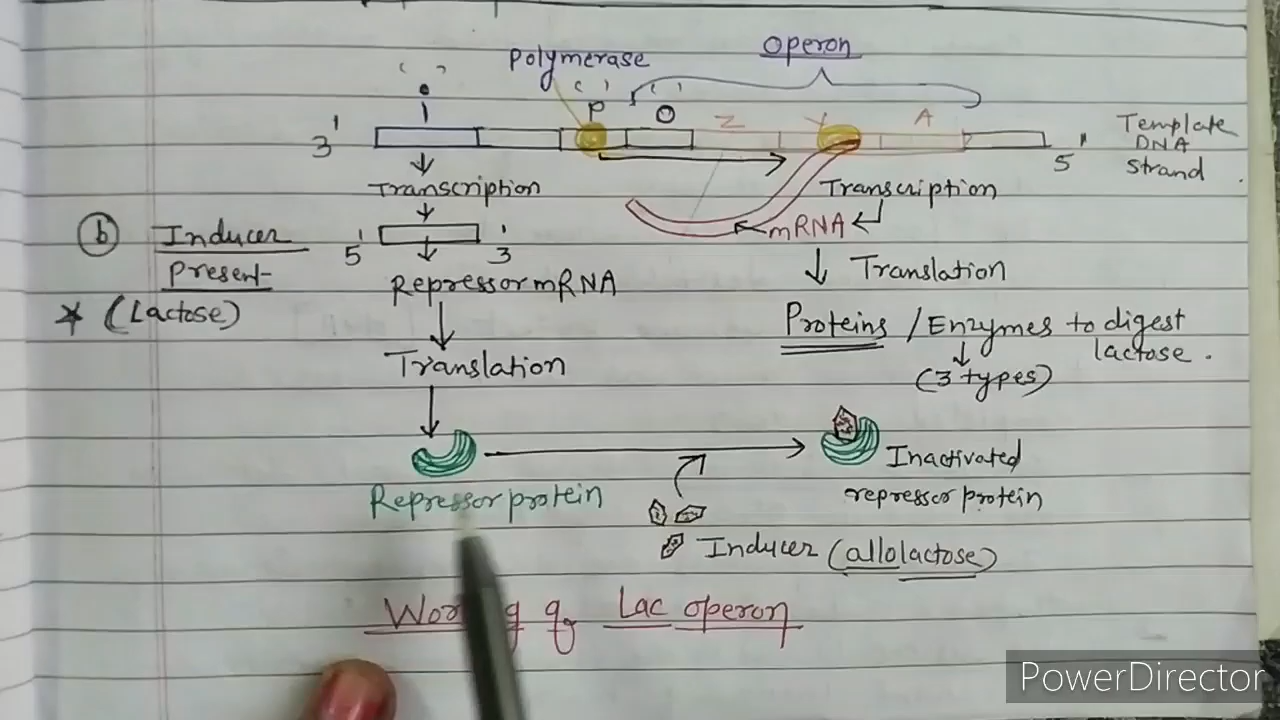 Operon
Polymerase
i P O Z Y A
3' 5'
Template
DNA
strand
Transcription
Transcription
mRNA
b Inducer
Present
* (Lactose)
5' 3'
Repressor mRNA
Translation
Translation
Proteins / Enzymes to digest
lactose.
(3 types)
Inactivated
repressor protein
Repressor protein
Inducer (allolactose)
Lac operon
PowerDirector